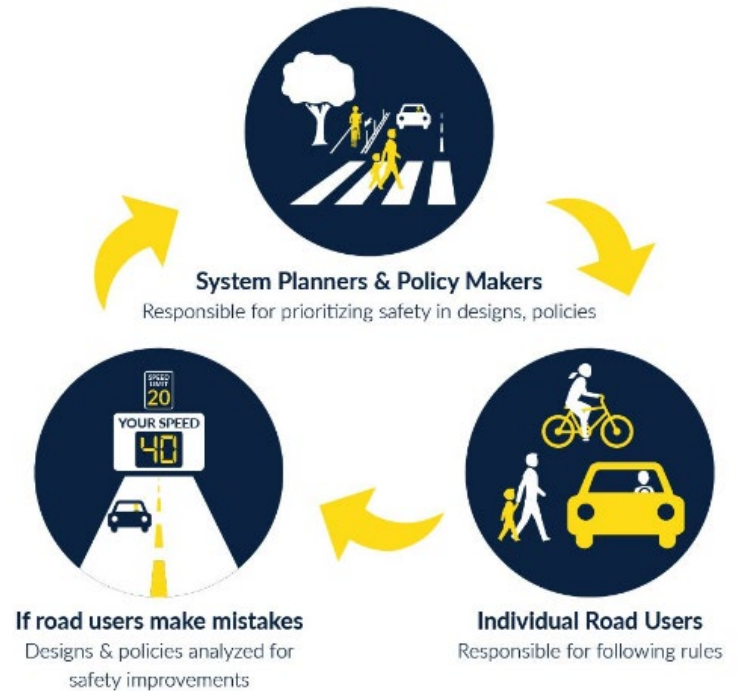 System Planners & Policy Makers
Responsible for prioritizing safety in designs, policies
SPEED
LIMIT
20
YOUR SPEED
40
If road users make mistakes
Designs & policies analyzed for
safety improvements
Individual Road Users
Responsible for following rules